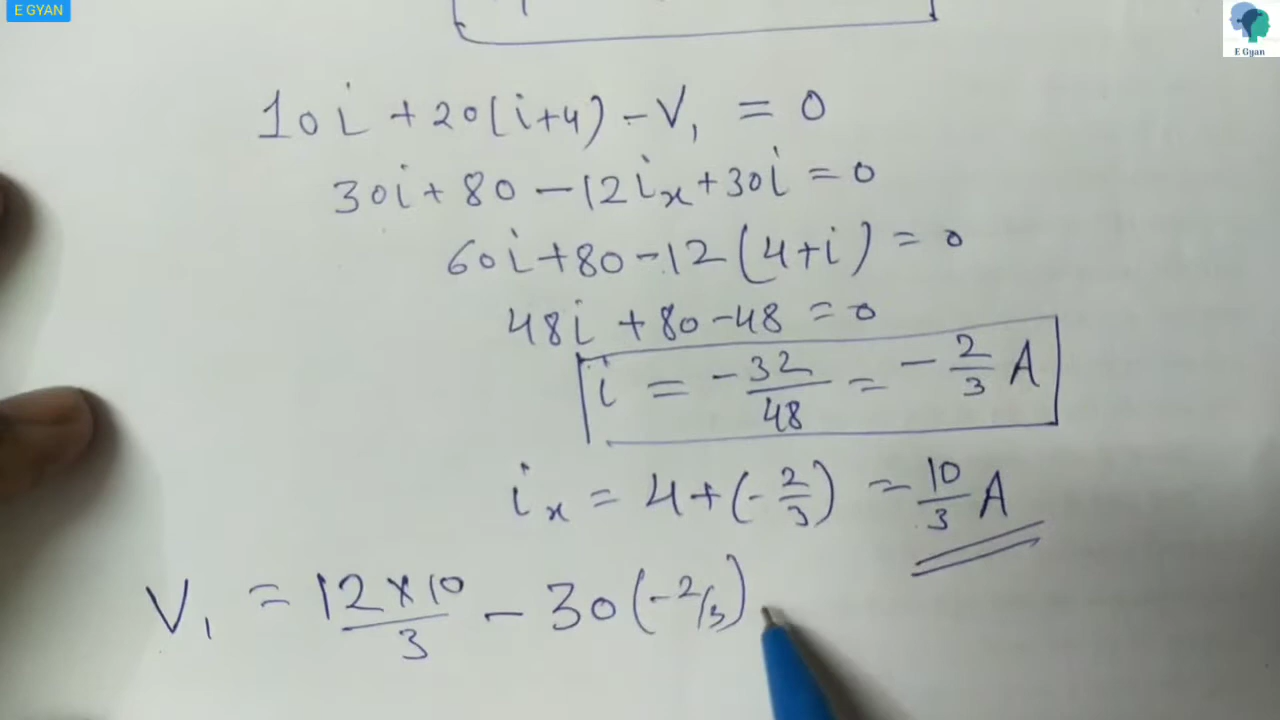 E GYAN
E Gyan
10i + 20(i+4) - V₁ = 0
30i + 80 - 12iₓ + 30i = 0
60i + 80 - 12(4+i) = 0
48i + 80 - 48 = 0
i = -32/48 = -2/3 A
iₓ = 4 + (-2/3) = 10/3 A
V₁ = 12×10/3 - 30(-2/3)